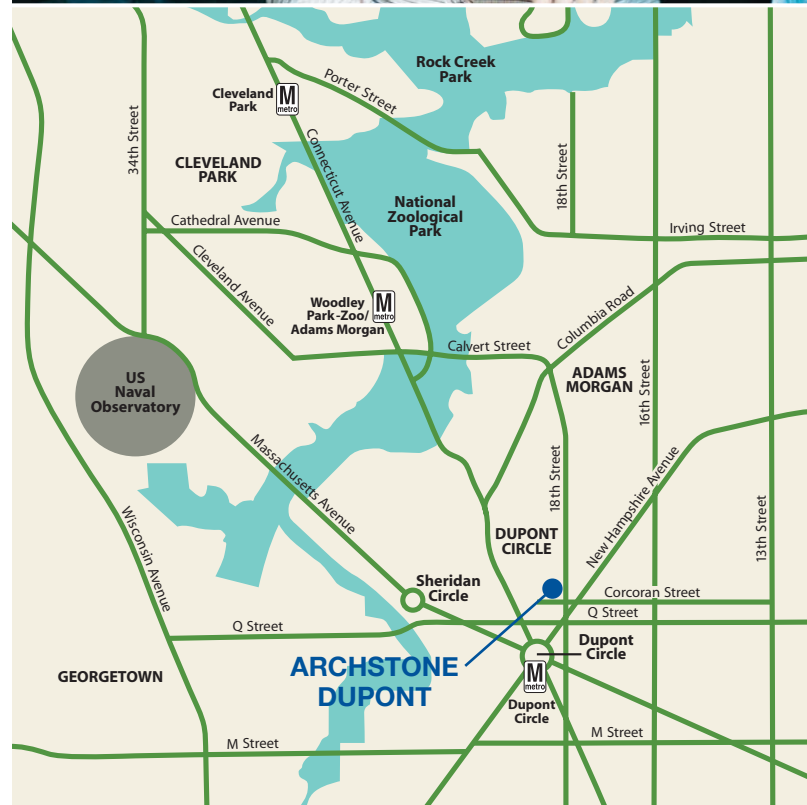 Rock Creek
Park
Porter Street
Cleveland
Park
M
metro
34th Street
CLEVELAND
PARK
Connecticut Avenue
18th Street
National
Zoological
Park
Cathedral Avenue
Irving Street
Cleveland Avenue
Woodley
Park-Zoo/
Adams Morgan
M
metro
Columbia Road
Calvert Street
US
Naval
Observatory
ADAMS
MORGAN
16th Street
Massachusetts Avenue
18th Street
New Hampshire Avenue
13th Street
Wisconsin Avenue
DUPONT
CIRCLE
Sheridan
Circle
Corcoran Street
Q Street
Q Street
Dupont
Circle
ARCHSTONE
DUPONT
GEORGETOWN
M
metro
Dupont
Circle
M Street
M Street